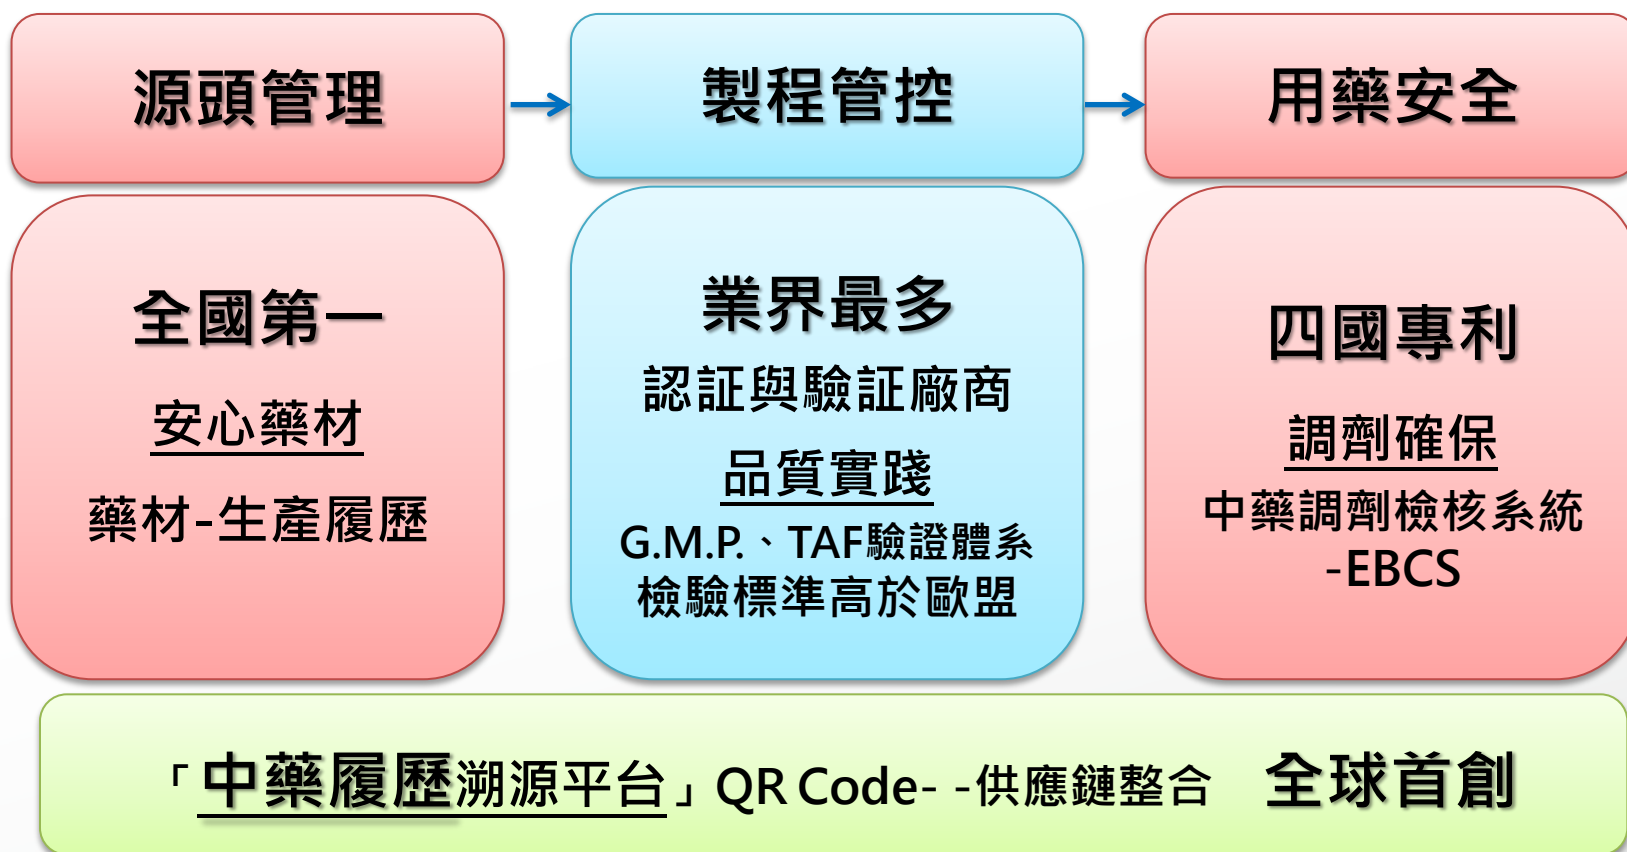 源頭管理
製程管控
用藥安全
全國第一
安心藥材
藥材-生產履歷
業界最多
認証與驗証廠商
品質實踐
G.M.P.、TAF驗證體系
檢驗標準高於歐盟
四國專利
調劑確保
中藥調劑檢核系統
-EBCS
「中藥履歷溯源平台」QR Code- -供應鏈整合 全球首創